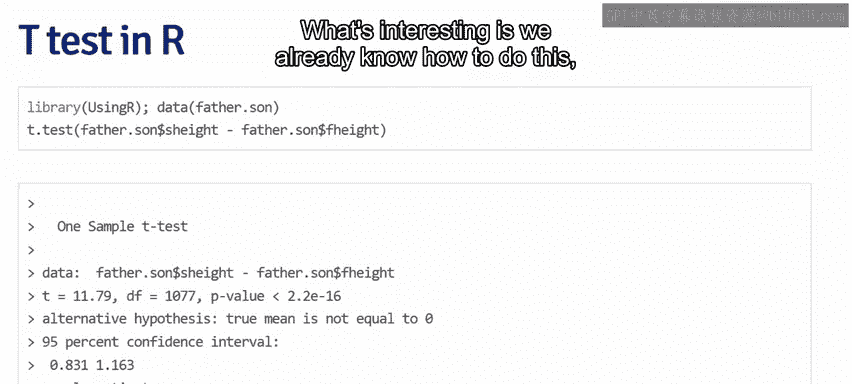 T test in R
What's interesting is we
already know how to do this,
library(UsingR); data(father.son)
t.test(father.son$sheight - father.son$fheight)
>
> One Sample t-test
>
> data: father.son$sheight - father.son$fheight
> t = 11.79, df = 1077, p-value < 2.2e-16
> alternative hypothesis: true mean is not equal to 0
> 95 percent confidence interval:
> 0.831 1.163